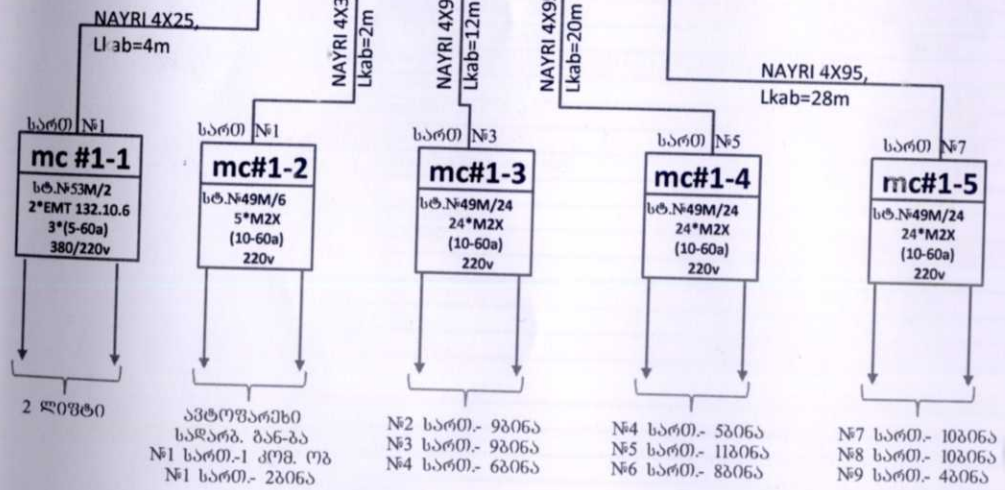 NAYRI 4X25,
Lkab=4m
NAYRI 4X3
Lkab=2m
NAYRI 4X9
Lkab=12m
NAYRI 4X9
Lkab=20m
NAYRI 4X95,
Lkab=28m
სართ №1
mc #1-1
სტ.№53M/2
2*EMT 132.10.6
3*(5-60a)
380/220v
2 ლიფტი
სართ №1
mc#1-2
სტ.№49M/6
5*M2X
(10-60a)
220v
ავტოფარეხი
სადარბ. გან-ბა
№1 სართ.-1 კომ. ობ
№1 სართ.- 2ბინა
სართ №3
mc#1-3
სტ.№49M/24
24*M2X
(10-60a)
220v
№2 სართ.- 9ბინა
№3 სართ.- 9ბინა
№4 სართ.- 6ბინა
სართ №5
mc#1-4
სტ.№49M/24
24*M2X
(10-60a)
220v
№4 სართ.- 5ბინა
№5 სართ.- 11ბინა
№6 სართ.- 8ბინა
სართ №7
mc#1-5
სტ.№49M/24
24*M2X
(10-60a)
220v
№7 სართ.- 10ბინა
№8 სართ.- 10ბინა
№9 სართ.- 4ბინა